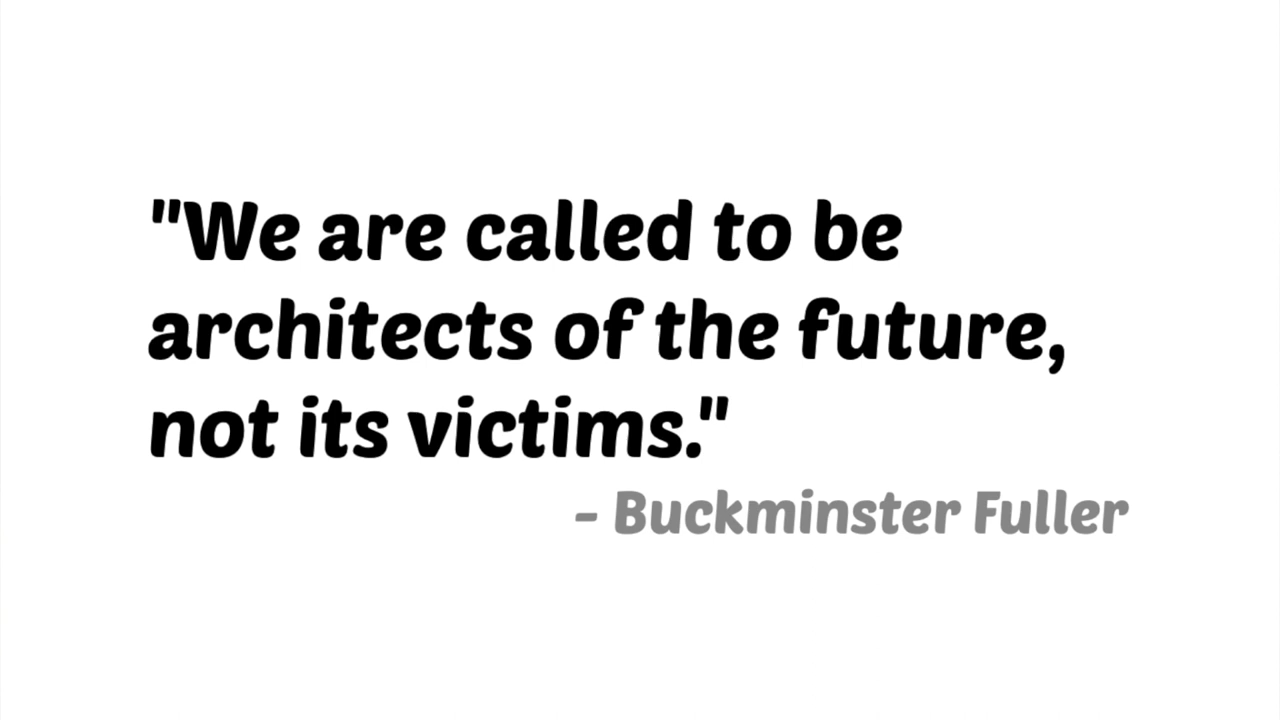 "We are called to be
architects of the future,
not its victims."
- Buckminster Fuller